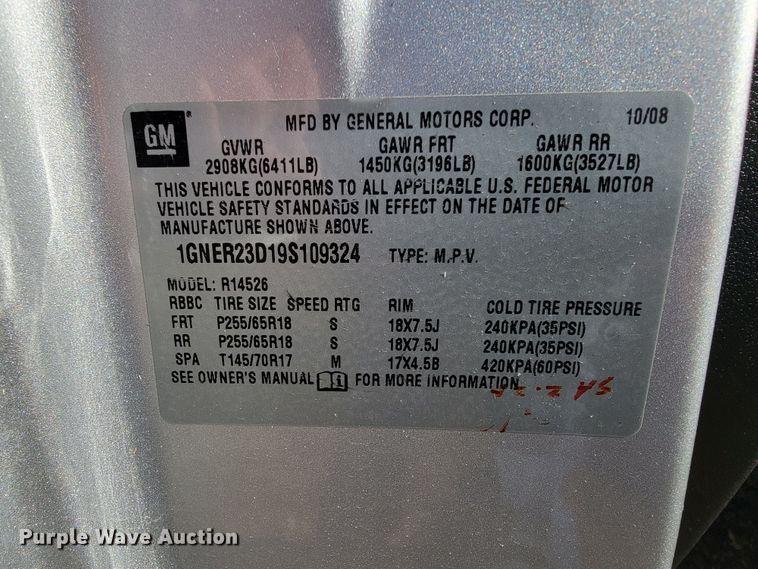 GM
MFD BY GENERAL MOTORS CORP. 10/08
GVWR GAWR FRT GAWR RR
2908KG(6411LB) 1450KG(3196LB) 1600KG(3527LB)
THIS VEHICLE CONFORMS TO ALL APPLICABLE U.S. FEDERAL MOTOR
VEHICLE SAFETY STANDARDS IN EFFECT ON THE DATE OF
MANUFACTURE SHOWN ABOVE.
1GNER23D19S109324 TYPE: M.P.V.
MODEL: R14526
RBBC TIRE SIZE SPEED RTG RIM COLD TIRE PRESSURE
FRT P255/65R18 S 18X7.5J 240KPA(35PSI)
RR P255/65R18 S 18X7.5J 240KPA(35PSI)
SPA T145/70R17 M 17X4.5B 420KPA(60PSI)
SEE OWNER'S MANUAL FOR MORE INFORMATION
Purple Wave Auction